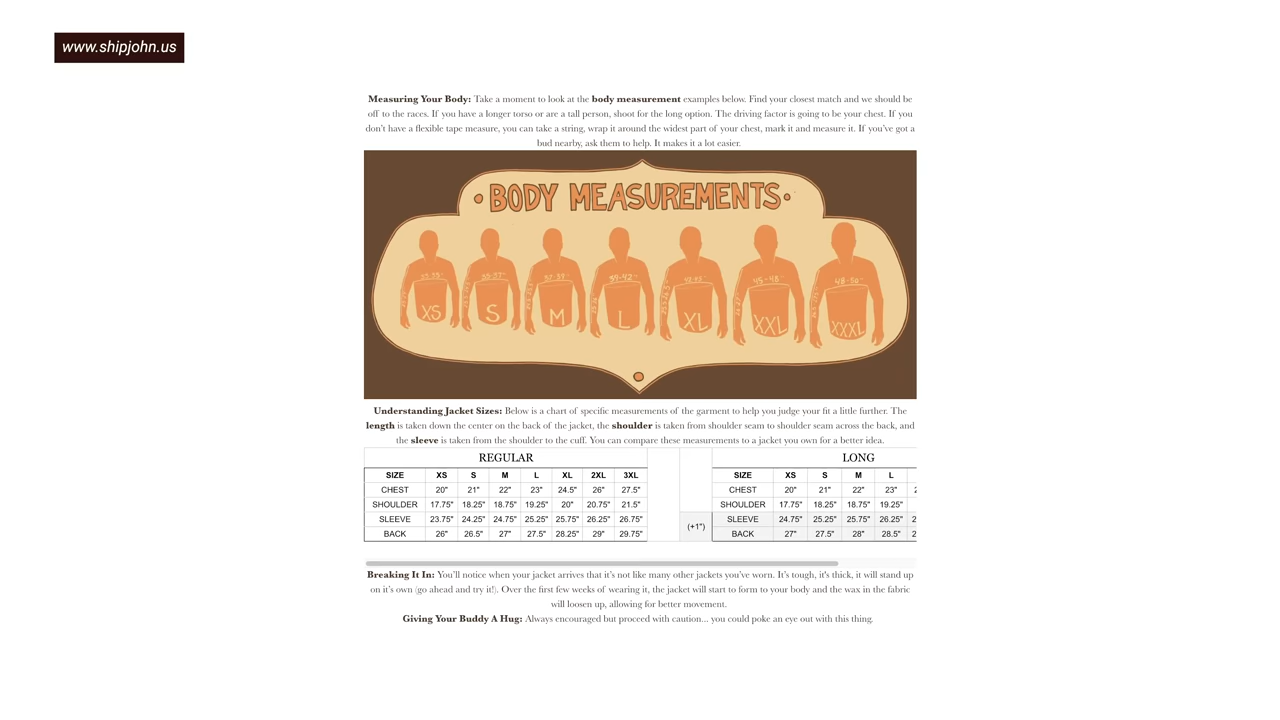 www.shipjohn.us
Measuring Your Body: Take a moment to look at the body measurement examples below. Find your closest match and we should be
off to the races. If you have a longer torso or are a tall person, shoot for the long option. The driving factor is going to be your chest. If you
don't have a flexible tape measure, you can take a string, wrap it around the widest part of your chest, mark it and measure it. If you've got a
bud nearby, ask them to help. It makes it a lot easier.
BODY MEASUREMENTS
39-42" 45-48" 48-50"
XS S M L XL XXL XXXL
Understanding Jacket Sizes: Below is a chart of specific measurements of the garment to help you judge your fit a little further. The
length is taken down the center on the back of the jacket, the shoulder is taken from shoulder seam to shoulder seam across the back, and
the sleeve is taken from the shoulder to the cuff. You can compare these measurements to a jacket you own for a better idea.
REGULAR LONG
SIZE XS S M L XL 2XL 3XL SIZE XS S M L
CHEST 20" 21" 22" 23" 24.5" 26" 27.5" CHEST 20" 21" 22" 23"
SHOULDER 17.75" 18.25" 18.75" 19.25" 20" 20.75" 21.5" SHOULDER 17.75" 18.25" 18.75" 19.25"
SLEEVE 23.75" 24.25" 24.75" 25.25" 25.75" 26.25" 26.75" (+1") SLEEVE 24.75" 25.25" 25.75" 26.25"
BACK 26" 26.5" 27" 27.5" 28.25" 29" 29.75" BACK 27" 27.5" 28" 28.5"
Breaking It In: You'll notice when your jacket arrives that it's not like many other jackets you've worn. It's tough, it's thick, it will stand up
on it's own (go ahead and try it!). Over the first few weeks of wearing it, the jacket will start to form to your body and the wax in the fabric
will loosen up, allowing for better movement.
Giving Your Buddy A Hug: Always encouraged but proceed with caution... you could poke an eye out with this thing.